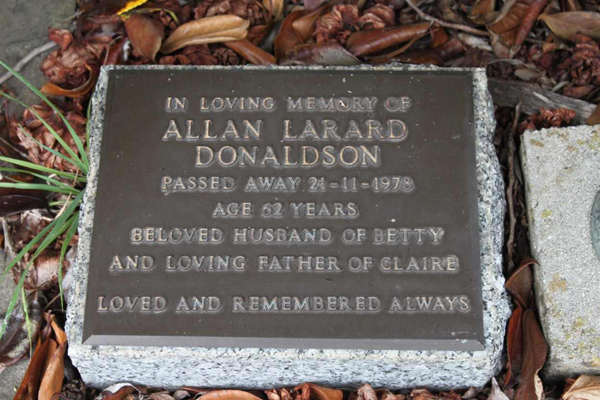 IN LOVING MEMORY OF
ALLAN LARARD
DONALDSON
PASSED AWAY 21-11-1978
AGE 62 YEARS
BELOVED HUSBAND OF BETTY
AND LOVING FATHER OF CLAIRE
LOVED AND REMEMBERED ALWAYS